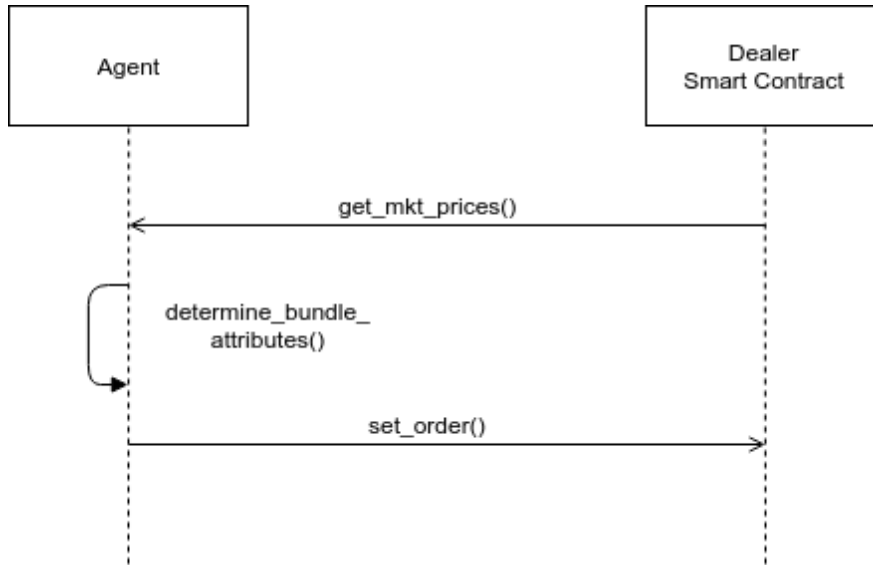 Agent
Dealer
Smart Contract
get_mkt_prices()
determine_bundle_
attributes()
set_order()